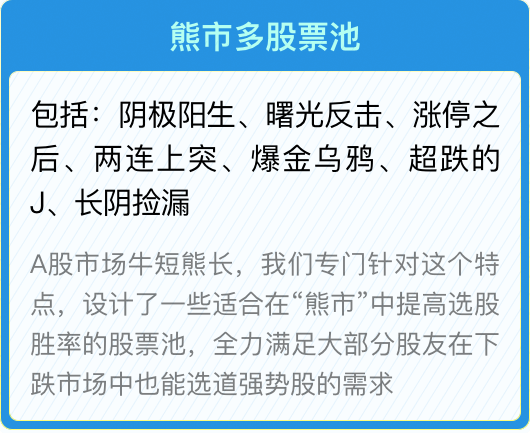 熊市多股票池
包括：阴极阳生、曙光反击、涨停之
后、两连上突、爆金乌鸦、超跌的
J、长阴捡漏
A股市场牛短熊长，我们专门针对这个特
点，设计了一些适合在“熊市”中提高选股
胜率的股票池，全力满足大部分股友在下
跌市场中也能选道强势股的需求